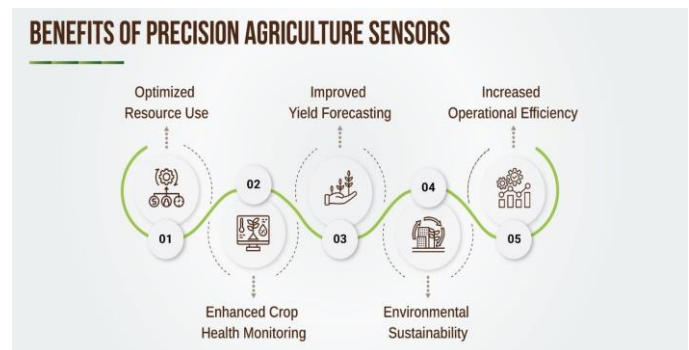 BENEFITS OF PRECISION AGRICULTURE SENSORS
Optimized
Resource Use
01
02
Enhanced Crop
Health Monitoring
Improved
Yield Forecasting
03
04
Environmental
Sustainability
Increased
Operational Efficiency
05